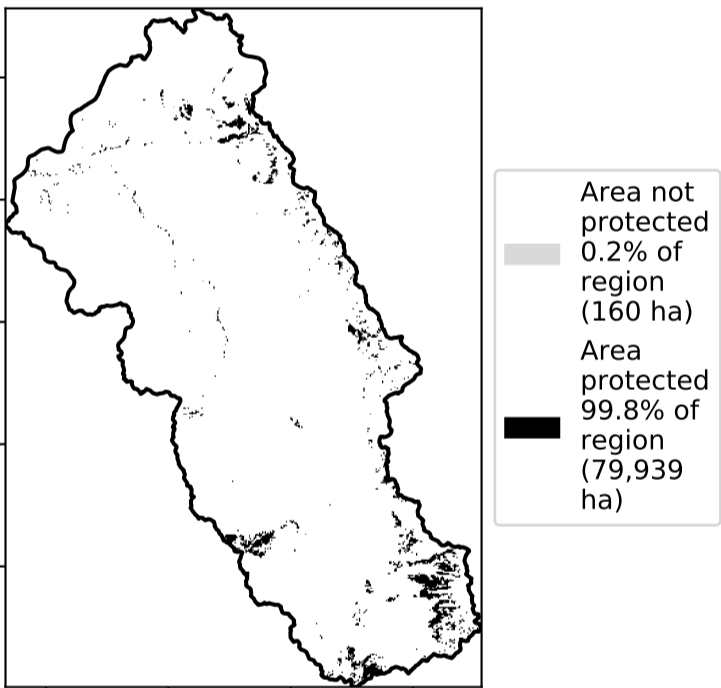 Area not
protected
0.2% of
region
(160 ha)
Area
protected
99.8% of
region
(79,939
ha)